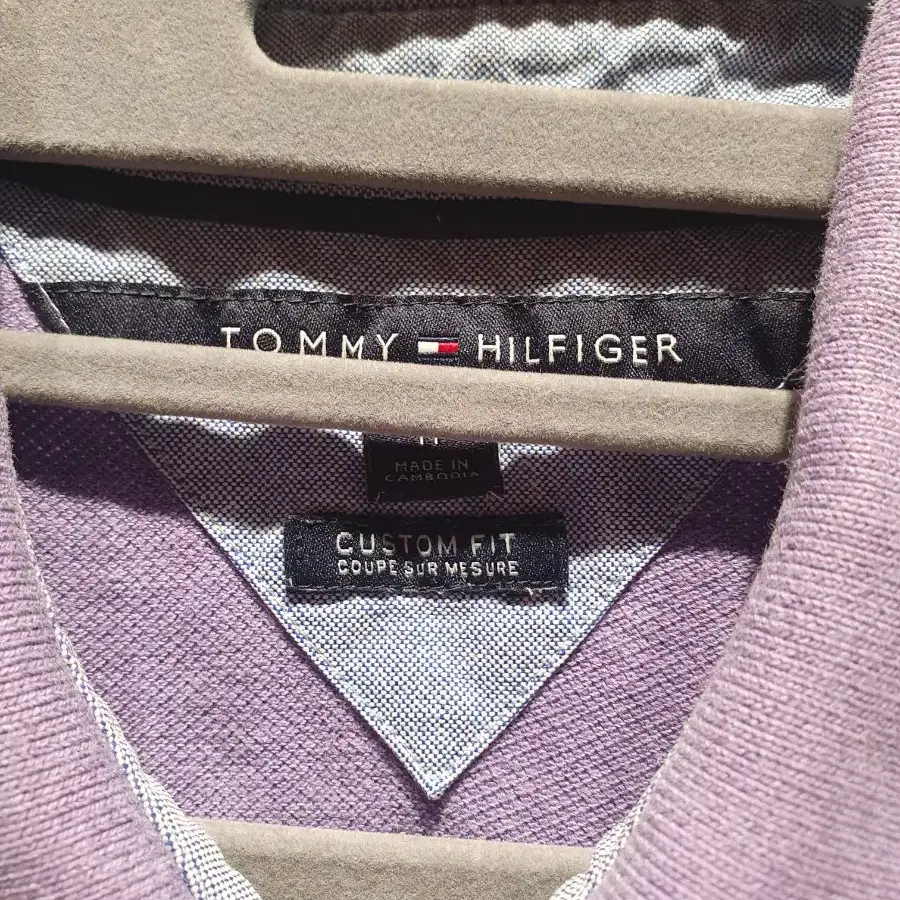 TOMMY HILFIGER
MADE IN
CAMBODIA
CUSTOM FIT
COUPE SUR MESURE